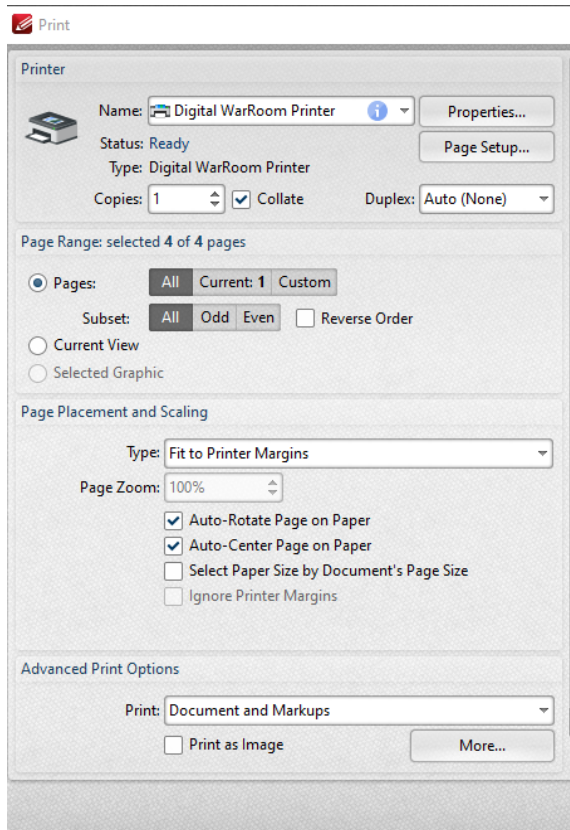 Print
Printer
Name: Digital WarRoom Printer i Properties...
Status: Ready Page Setup...
Type: Digital WarRoom Printer
Copies: 1 Collate Duplex: Auto (None)
Page Range: selected 4 of 4 pages
Pages: All Current: 1 Custom
Subset: All Odd Even Reverse Order
Current View
Selected Graphic
Page Placement and Scaling
Type: Fit to Printer Margins
Page Zoom: 100%
Auto-Rotate Page on Paper
Auto-Center Page on Paper
Select Paper Size by Document's Page Size
Ignore Printer Margins
Advanced Print Options
Print: Document and Markups
Print as Image More...